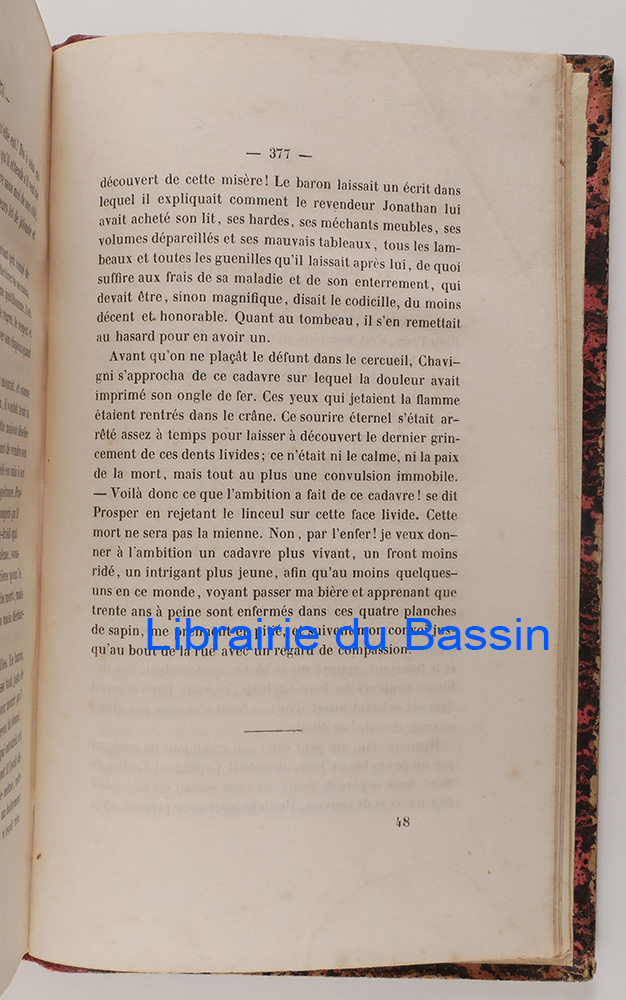 — 377 —
découvert de cette misère! Le baron laissait un écrit dans
lequel il expliquait comment le revendeur Jonathan lui
avait acheté son lit, ses hardes, ses méchants meubles, ses
volumes dépareillés et ses mauvais tableaux, tous les lam-
beaux et toutes les guenilles qu'il laissait après lui, de quoi
suffire aux frais de sa maladie et de son enterrement, qui
devait être, sinon magnifique, disait le codicille, du moins
décent et honorable. Quant au tombeau, il s'en remettait
au hasard pour en avoir un.
Avant qu'on ne plaçât le défunt dans le cercueil, Chavi-
gni s'approcha de ce cadavre sur lequel la douleur avait
imprimé son ongle de fer. Ces yeux qui jetaient la flamme
étaient rentrés dans le crâne. Ce sourire éternel s'était ar-
rêté assez à temps pour laisser à découvert le dernier grin-
cement de ces dents livides; ce n'était ni le calme, ni la paix
de la mort, mais tout au plus une convulsion immobile.
— Voilà donc ce que l'ambition a fait de ce cadavre! se dit
Prosper en rejetant le linceul sur cette face livide. Cette
mort ne sera pas la mienne. Non, par l'enfer! je veux don-
ner à l'ambition un cadavre plus vivant, un front moins
ridé, un intrigant plus jeune, afin qu'au moins quelques-
uns en ce monde, voyant passer ma bière et apprenant que
trente ans à peine sont enfermés dans ces quatre planches
de sapin, me prennent en pitié, et suivent mon convoi jus-
qu'au bout de la rue avec un regard de compassion.
Librairie du Bassin
48